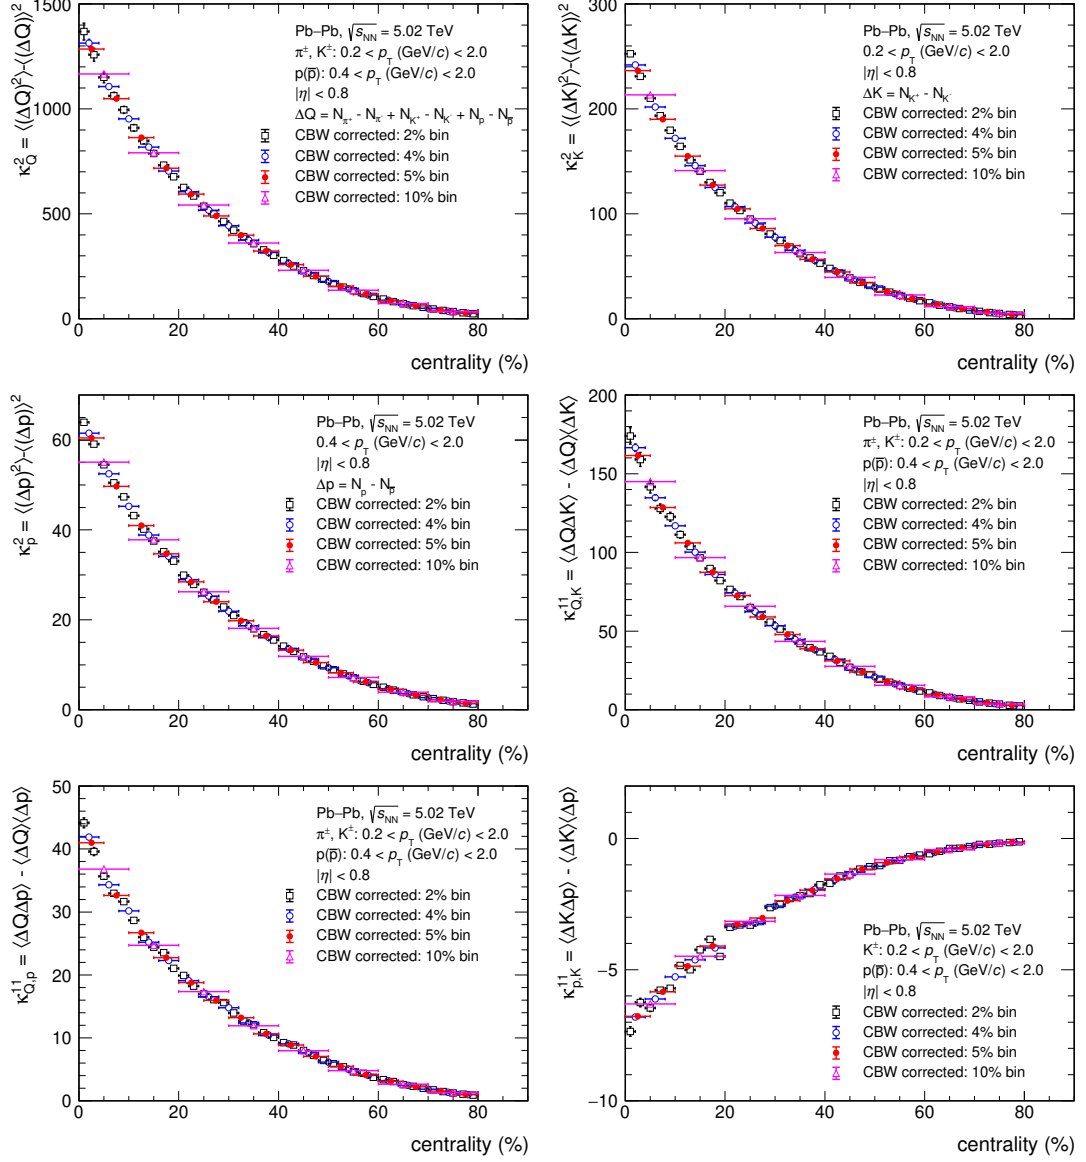 κ²_Q = ⟨(ΔQ)²⟩-⟨(ΔQ)⟩²
1500
1000
500
0
Pb–Pb, √s_NN = 5.02 TeV
π±, K±: 0.2 < p_T (GeV/c) < 2.0
p(p̅): 0.4 < p_T (GeV/c) < 2.0
|η| < 0.8
ΔQ = N_π⁺ - N_π⁻ + N_K⁺ - N_K⁻ + N_p - N_p̅
CBW corrected: 2% bin
CBW corrected: 4% bin
CBW corrected: 5% bin
CBW corrected: 10% bin
0 20 40 60 80
centrality (%)
κ²_K = ⟨(ΔK)²⟩-⟨(ΔK)⟩²
300
200
100
0
Pb–Pb, √s_NN = 5.02 TeV
0.2 < p_T (GeV/c) < 2.0
|η| < 0.8
ΔK = N_K⁺ - N_K⁻
CBW corrected: 2% bin
CBW corrected: 4% bin
CBW corrected: 5% bin
CBW corrected: 10% bin
0 20 40 60 80
centrality (%)
κ²_p = ⟨(Δp)²⟩-⟨(Δp)⟩²
60
40
20
0
Pb–Pb, √s_NN = 5.02 TeV
0.4 < p_T (GeV/c) < 2.0
|η| < 0.8
Δp = N_p - N_p̅
CBW corrected: 2% bin
CBW corrected: 4% bin
CBW corrected: 5% bin
CBW corrected: 10% bin
0 20 40 60 80
centrality (%)
κ¹¹_Q,K = ⟨ΔQΔK⟩ - ⟨ΔQ⟩⟨ΔK⟩
200
150
100
50
0
Pb–Pb, √s_NN = 5.02 TeV
π±, K±: 0.2 < p_T (GeV/c) < 2.0
p(p̅): 0.4 < p_T (GeV/c) < 2.0
|η| < 0.8
CBW corrected: 2% bin
CBW corrected: 4% bin
CBW corrected: 5% bin
CBW corrected: 10% bin
0 20 40 60 80
centrality (%)
κ¹¹_Q,p = ⟨ΔQΔp⟩ - ⟨ΔQ⟩⟨Δp⟩
50
40
30
20
10
0
Pb–Pb, √s_NN = 5.02 TeV
π±, K±: 0.2 < p_T (GeV/c) < 2.0
p(p̅): 0.4 < p_T (GeV/c) < 2.0
|η| < 0.8
CBW corrected: 2% bin
CBW corrected: 4% bin
CBW corrected: 5% bin
CBW corrected: 10% bin
0 20 40 60 80
centrality (%)
κ¹¹_p,K = ⟨ΔKΔp⟩ - ⟨ΔK⟩⟨Δp⟩
0
−5
−10
Pb–Pb, √s_NN = 5.02 TeV
K±: 0.2 < p_T (GeV/c) < 2.0
p(p̅): 0.4 < p_T (GeV/c) < 2.0
|η| < 0.8
CBW corrected: 2% bin
CBW corrected: 4% bin
CBW corrected: 5% bin
CBW corrected: 10% bin
0 20 40 60 80
centrality (%)